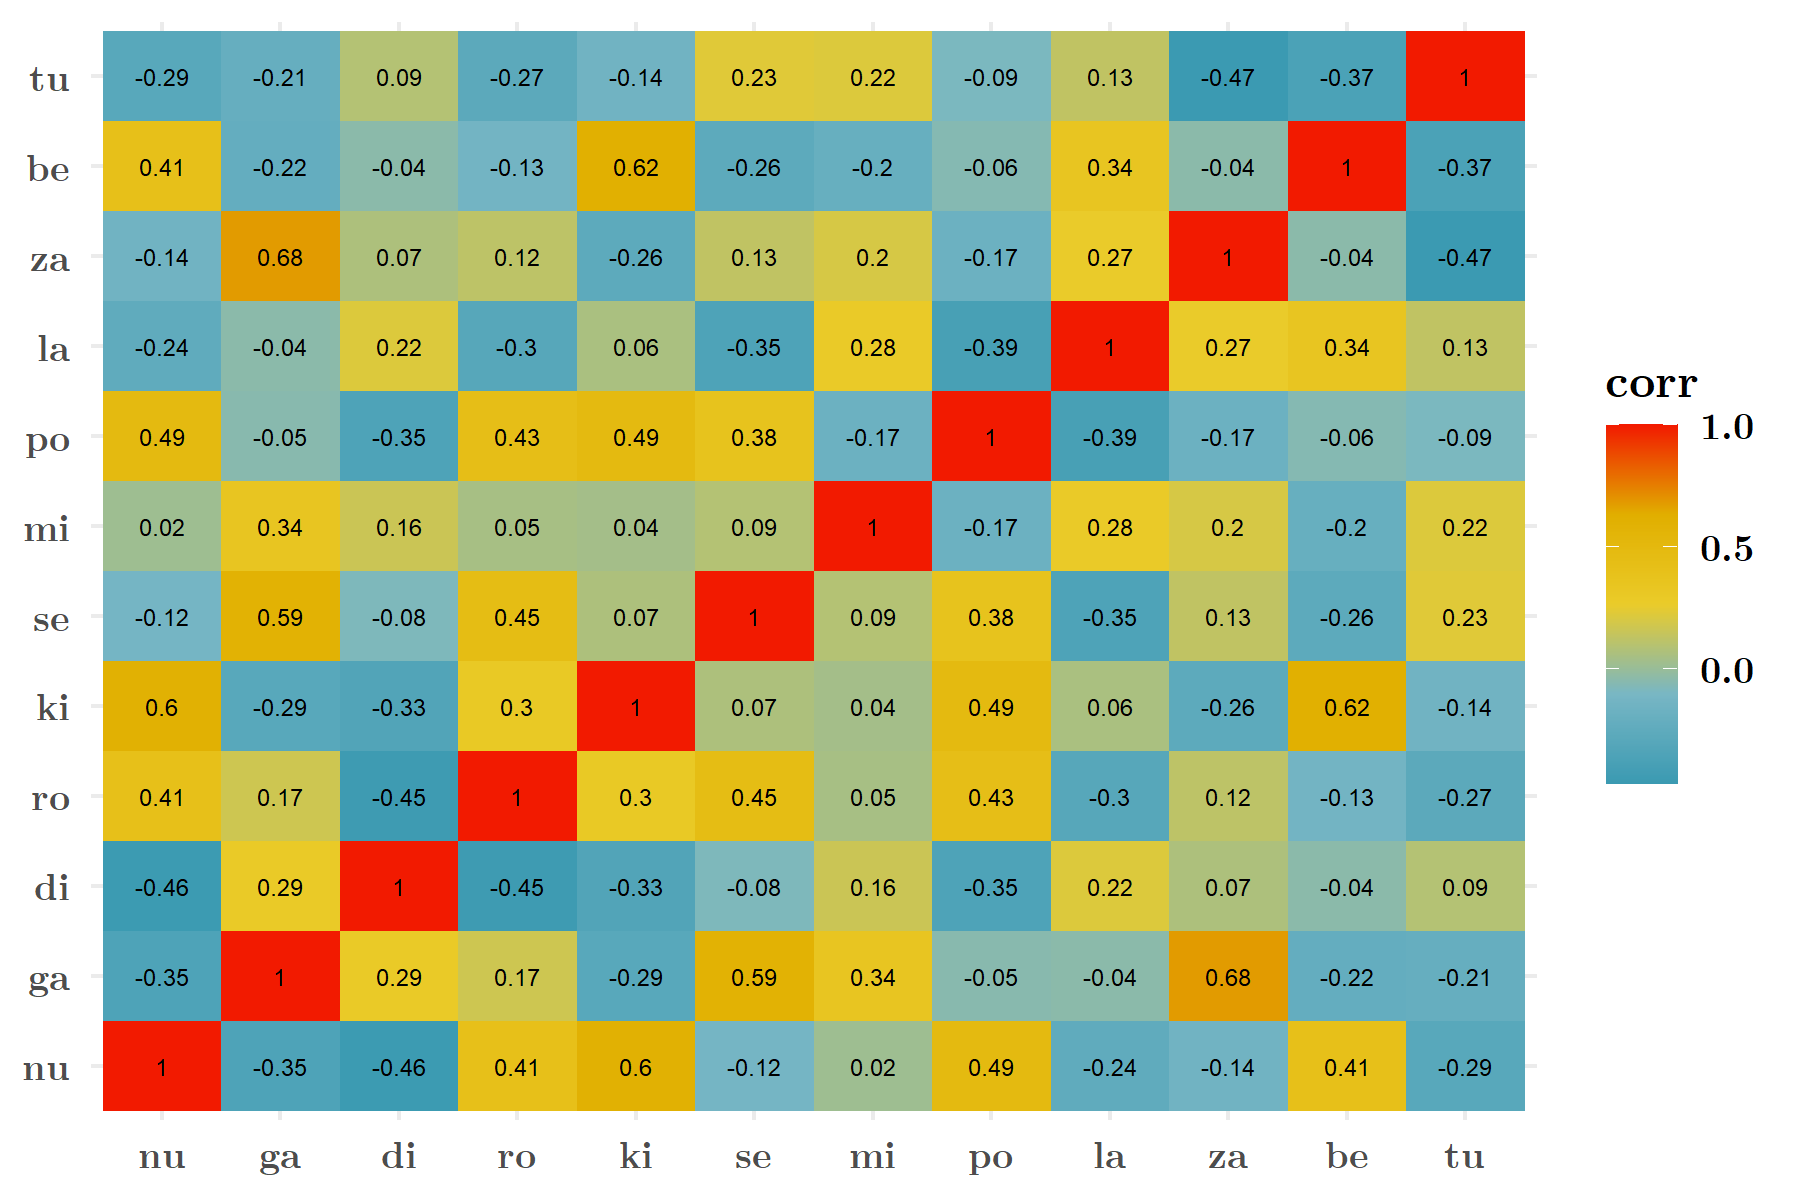 tu -0.29 -0.21 0.09 -0.27 -0.14 0.23 0.22 -0.09 0.13 -0.47 -0.37 1
be 0.41 -0.22 -0.04 -0.13 0.62 -0.26 -0.2 -0.06 0.34 -0.04 1 -0.37
za -0.14 0.68 0.07 0.12 -0.26 0.13 0.2 -0.17 0.27 1 -0.04 -0.47
la -0.24 -0.04 0.22 -0.3 0.06 -0.35 0.28 -0.39 1 0.27 0.34 0.13
po 0.49 -0.05 -0.35 0.43 0.49 0.38 -0.17 1 -0.39 -0.17 -0.06 -0.09
mi 0.02 0.34 0.16 0.05 0.04 0.09 1 -0.17 0.28 0.2 -0.2 0.22
se -0.12 0.59 -0.08 0.45 0.07 1 0.09 0.38 -0.35 0.13 -0.26 0.23
ki 0.6 -0.29 -0.33 0.3 1 0.07 0.04 0.49 0.06 -0.26 0.62 -0.14
ro 0.41 0.17 -0.45 1 0.3 0.45 0.05 0.43 -0.3 0.12 -0.13 -0.27
di -0.46 0.29 1 -0.45 -0.33 -0.08 0.16 -0.35 0.22 0.07 -0.04 0.09
ga -0.35 1 0.29 0.17 -0.29 0.59 0.34 -0.05 -0.04 0.68 -0.22 -0.21
nu 1 -0.35 -0.46 0.41 0.6 -0.12 0.02 0.49 -0.24 -0.14 0.41 -0.29
nu ga di ro ki se mi po la za be tu
corr
1.0
0.5
0.0